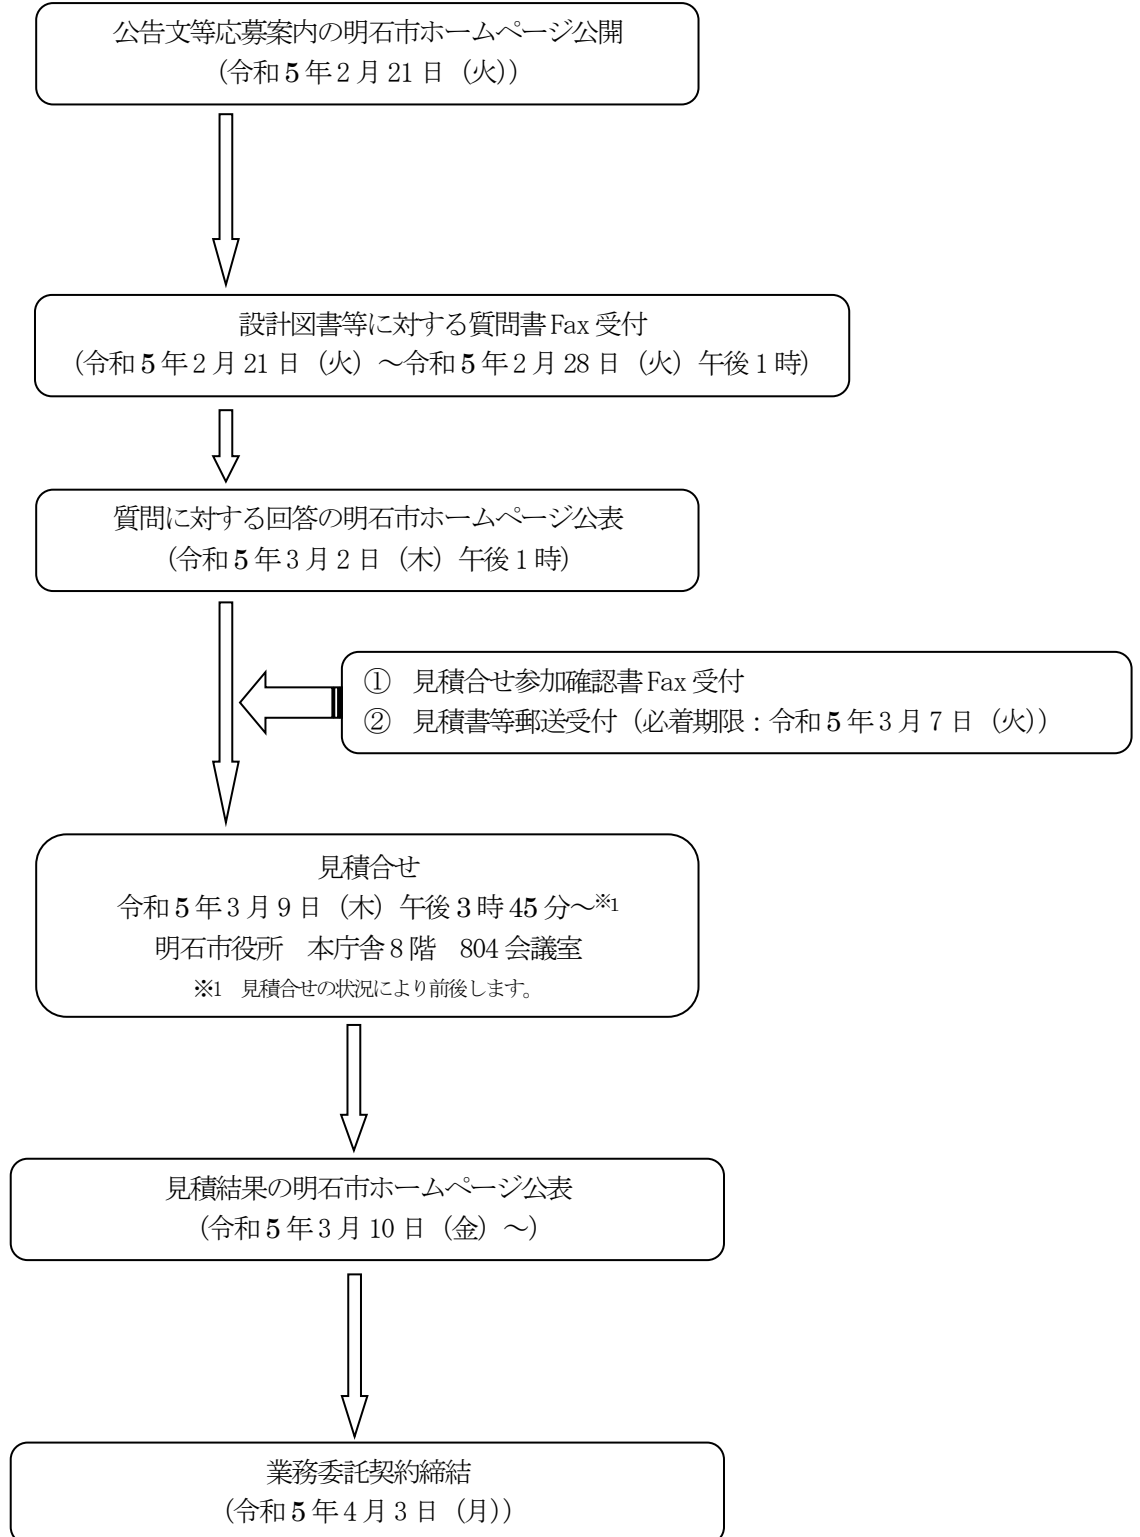 公告文等応募案内の明石市ホームページ公開
（令和5年2月21日（火））
設計図書等に対する質問書Fax受付
（令和5年2月21日（火）～令和5年2月28日（火）午後1時）
質問に対する回答の明石市ホームページ公表
（令和5年3月2日（木）午後1時）
①　見積合せ参加確認書Fax受付
②　見積書等郵送受付（必着期限：令和5年3月7日（火））
見積合せ
令和5年3月9日（木）午後3時45分～※1
明石市役所　本庁舎8階　804会議室
※1　見積合せの状況により前後します。
見積結果の明石市ホームページ公表
（令和5年3月10日（金）～）
業務委託契約締結
（令和5年4月3日（月））